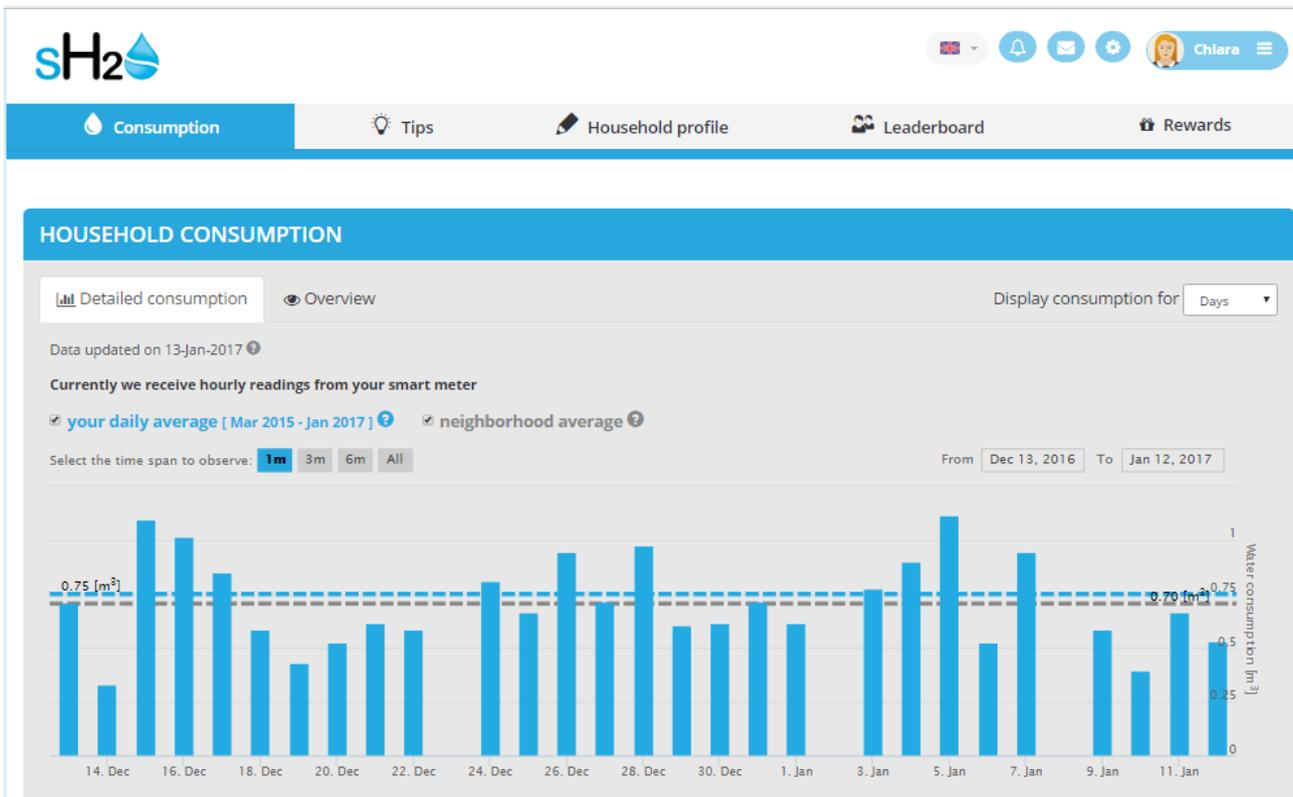 sH2
Chiara
Consumption
Tips
Household profile
Leaderboard
Rewards
HOUSEHOLD CONSUMPTION
Detailed consumption
Overview
Display consumption for Days
Data updated on 13-Jan-2017
Currently we receive hourly readings from your smart meter
your daily average [ Mar 2015 - Jan 2017 ]
neighborhood average
Select the time span to observe: 1m 3m 6m All
From Dec 13, 2016 To Jan 12, 2017
1
0.75 [m³]
0.75
0.70 [m³]
0.5
0.25
0
Water consumption [m³]
14. Dec 16. Dec 18. Dec 20. Dec 22. Dec 24. Dec 26. Dec 28. Dec 30. Dec 1. Jan 3. Jan 5. Jan 7. Jan 9. Jan 11. Jan